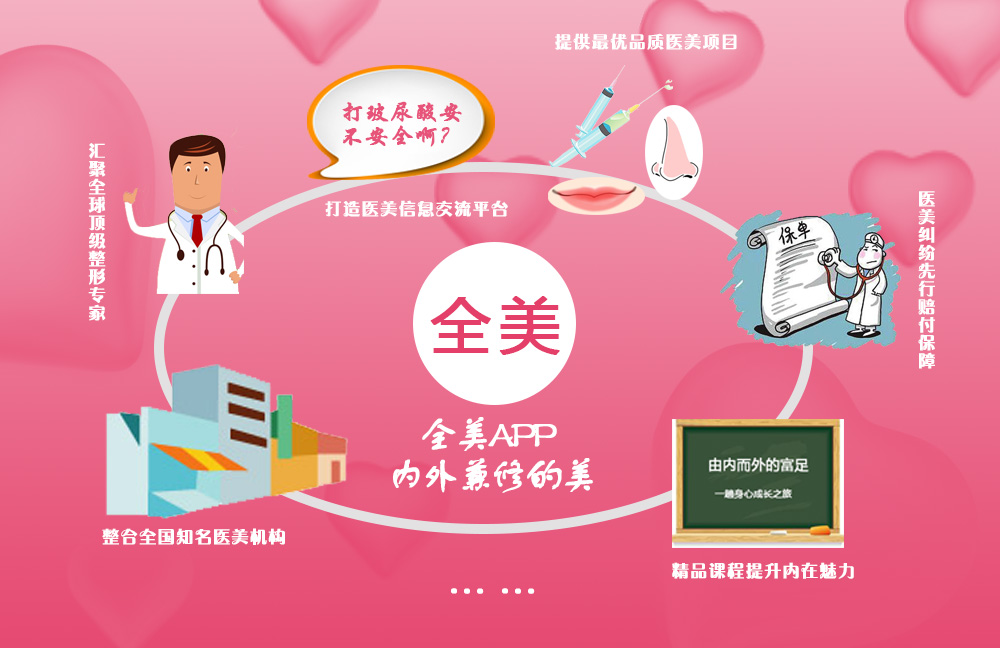 提供最优品质医美项目
打玻尿酸安
不安全啊?
汇聚全球顶级整形专家
打造医美信息交流平台
医美纠纷先行赔付保障
保单
全美
全美APP
内外兼修的美
由内而外的富足
一趟身心成长之旅
整合全国知名医美机构
精品课程提升内在魅力
··· ···